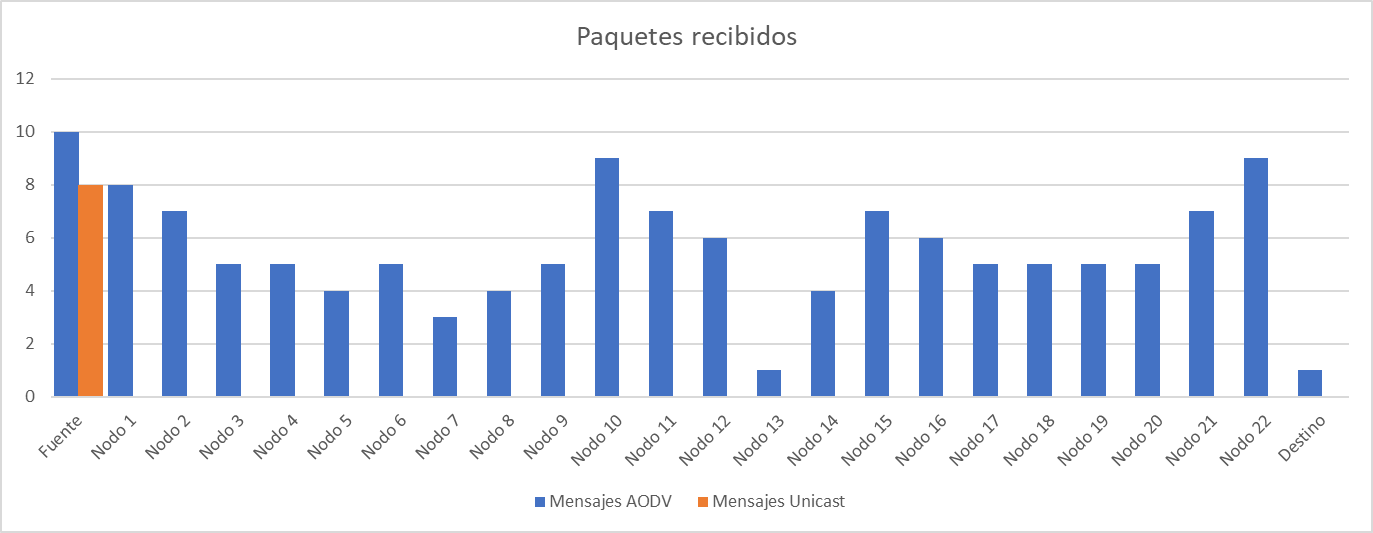 Paquetes recibidos
12
10
8
6
4
2
0
Fuente
Nodo 1
Nodo 2
Nodo 3
Nodo 4
Nodo 5
Nodo 6
Nodo 7
Nodo 8
Nodo 9
Nodo 10
Nodo 11
Nodo 12
Nodo 13
Nodo 14
Nodo 15
Nodo 16
Nodo 17
Nodo 18
Nodo 19
Nodo 20
Nodo 21
Nodo 22
Destino
Mensajes AODV
Mensajes Unicast